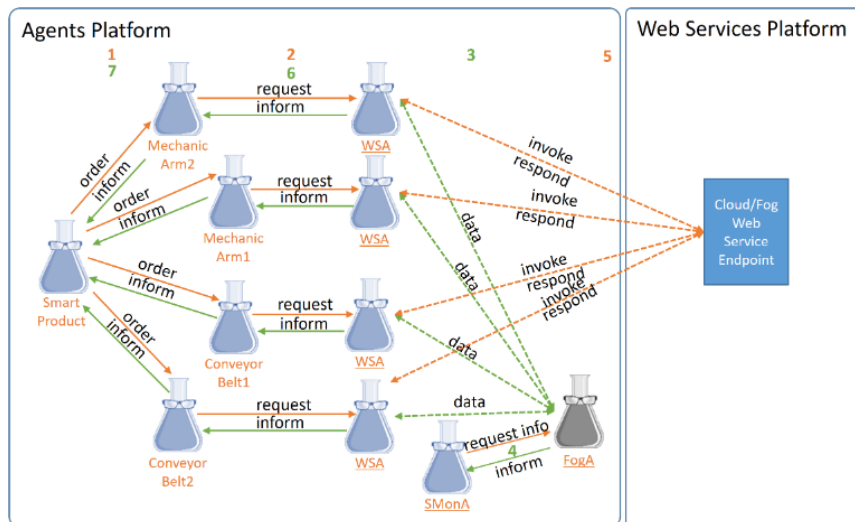 Agents Platform
Web Services Platform
1
7
2
6
3
5
request
inform
Mechanic
Arm2
WSA
order
inform
invoke
respond
request
inform
Mechanic
Arm1
WSA
order
inform
invoke
respond
Cloud/Fog
Web
Service
Endpoint
data
data
Smart
Product
order
inform
request
inform
Conveyor
Belt1
WSA
invoke
respond
invoke
respond
data
order
inform
request
inform
Conveyor
Belt2
WSA
data
request info
4
inform
SMonA
FogA